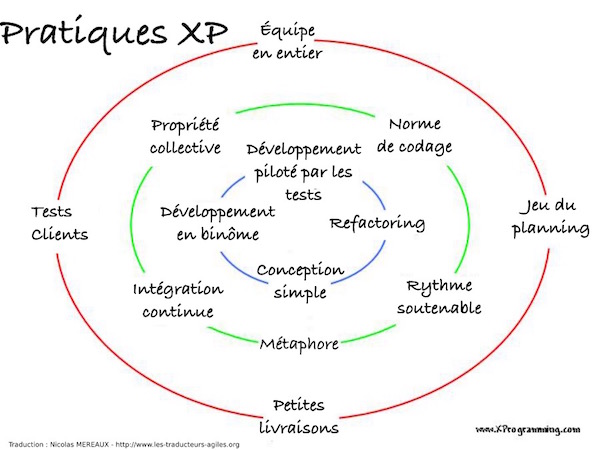 Pratiques XP
Équipe
en entier
Propriété
collective
Norme
de codage
Développement
piloté par les
tests
Tests
Clients
Développement
en binôme
Refactoring
Jeu du
planning
Conception
simple
Intégration
continue
Rythme
soutenable
Métaphore
Petites
livraisons
www.XProgramming.com
Traduction : Nicolas MEREAUX - http://www.les-traducteurs-agiles.org